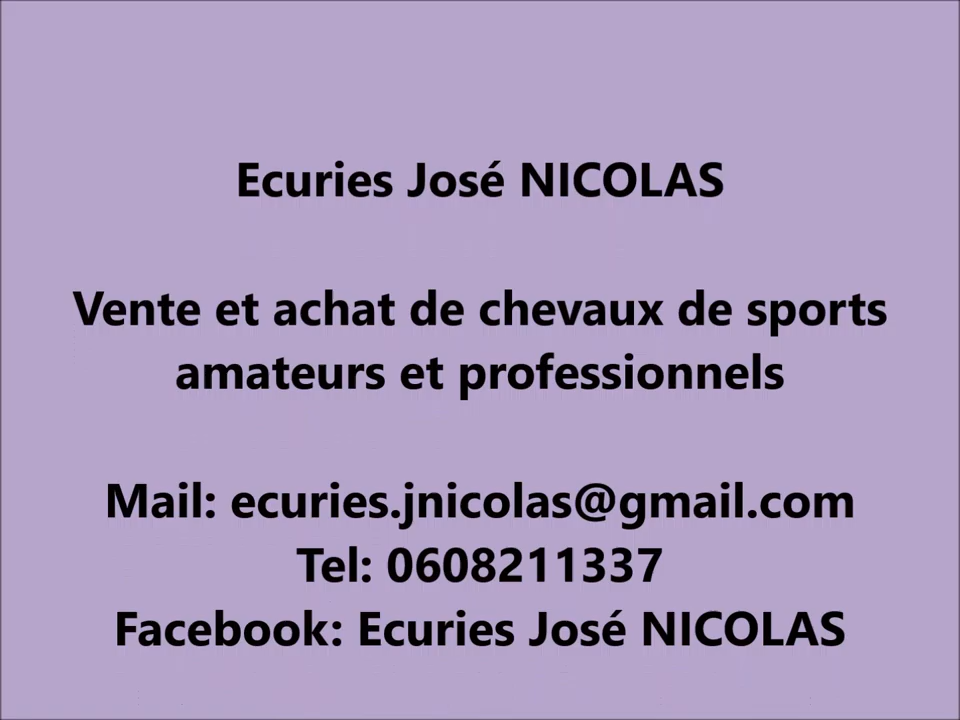 Ecuries José NICOLAS
Vente et achat de chevaux de sports
amateurs et professionnels
Mail: ecuries.jnicolas@gmail.com
Tel: 0608211337
Facebook: Ecuries José NICOLAS